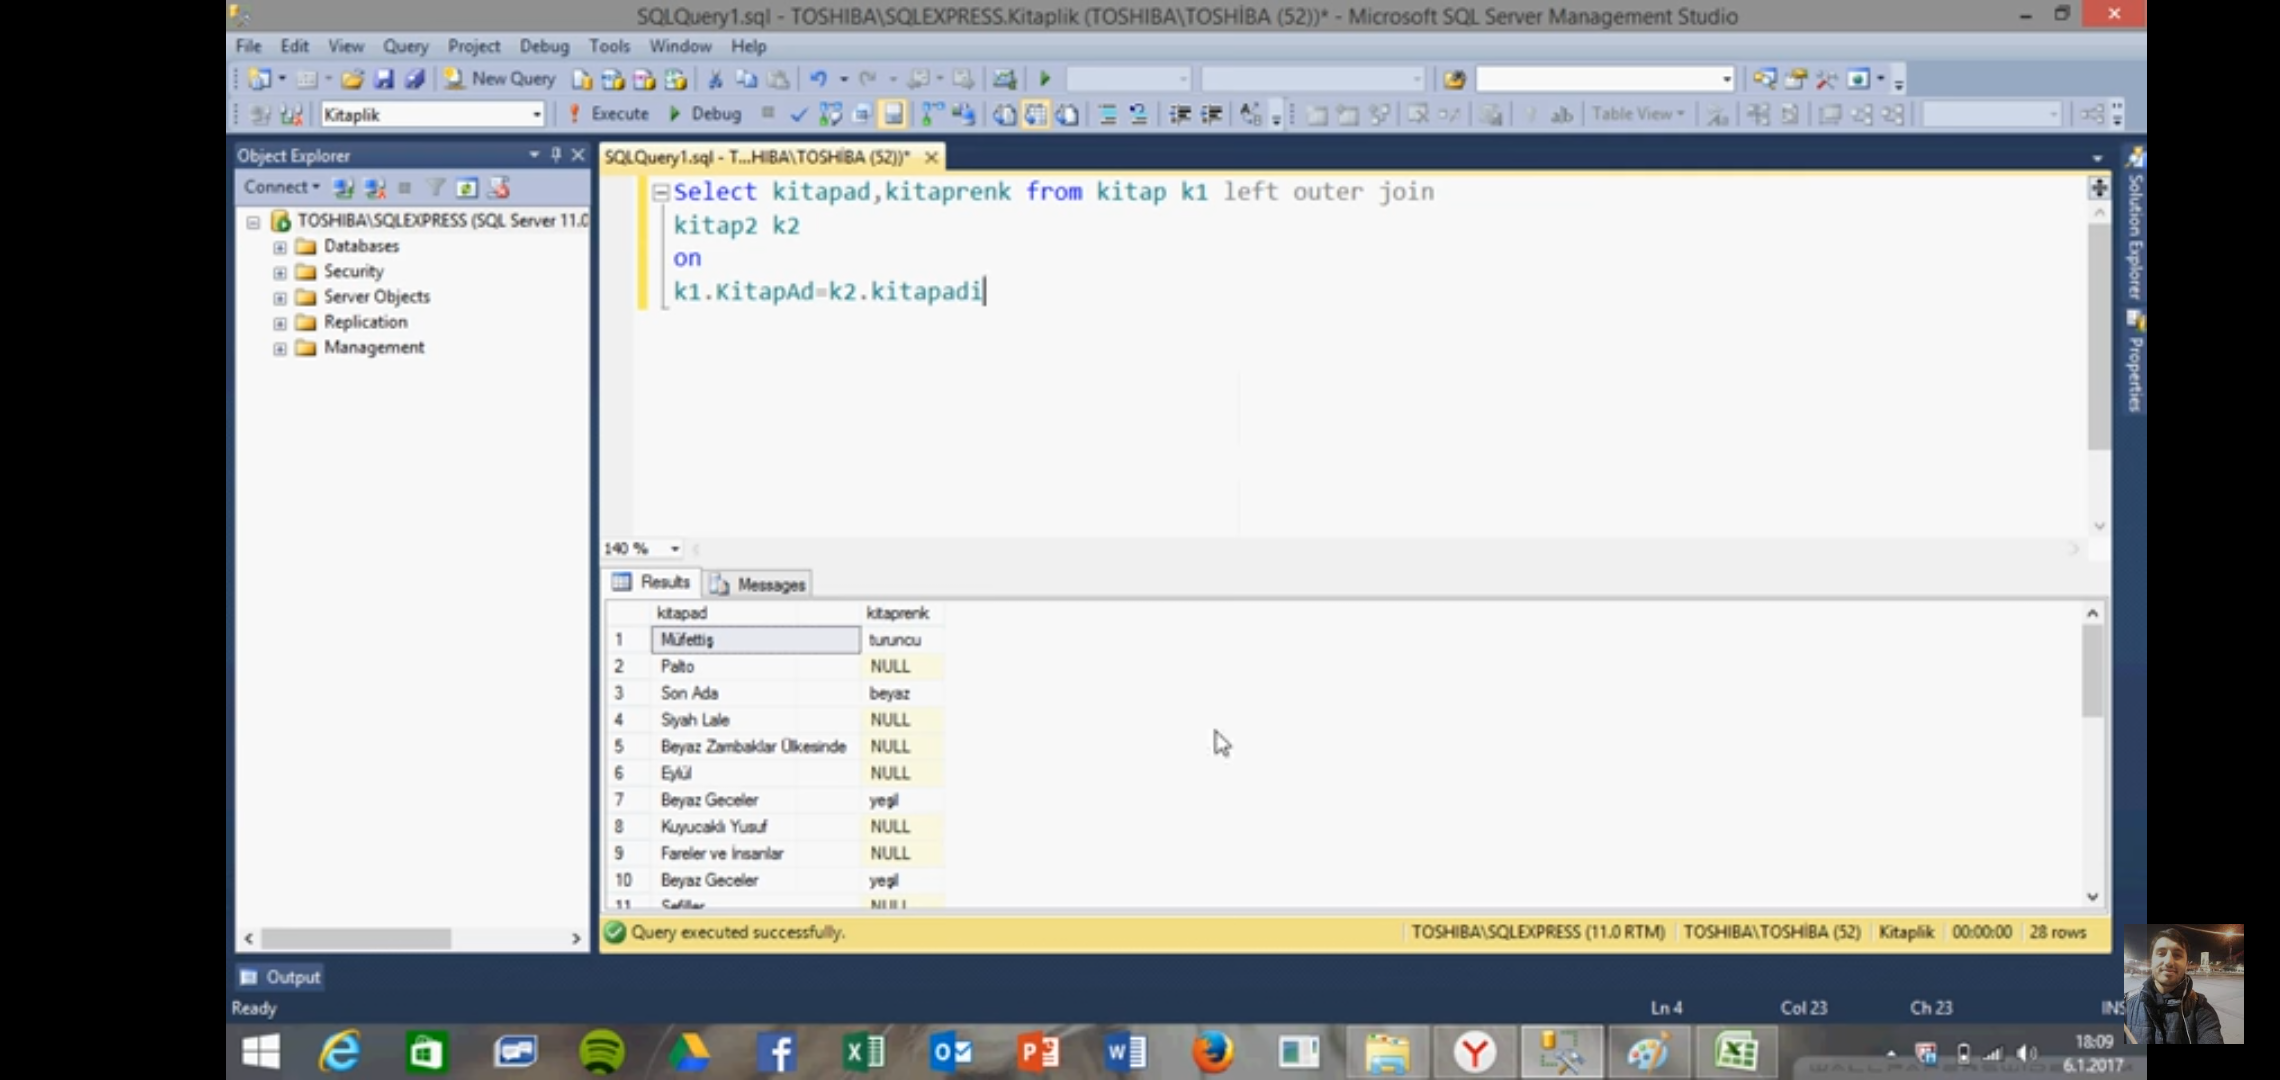 SQLQuery1.sql - TOSHIBA\SQLEXPRESS.Kitaplik (TOSHIBA\TOSHİBA (52))* - Microsoft SQL Server Management Studio
File Edit View Query Project Debug Tools Window Help
New Query
Kitaplik Execute Debug Table View
Object Explorer
Connect
TOSHIBA\SQLEXPRESS (SQL Server 11.0
Databases
Security
Server Objects
Replication
Management
SQLQuery1.sql - T...HIBA\TOSHİBA (52))*
Select kitapad,kitaprenk from kitap k1 left outer join
kitap2 k2
on
k1.KitapAd=k2.kitapadi
140 %
Results Messages
kitapad kitaprenk
1 Müfettiş turuncu
2 Palto NULL
3 Son Ada beyaz
4 Siyah Lale NULL
5 Beyaz Zambaklar Ülkesinde NULL
6 Eylül NULL
7 Beyaz Geceler yeşil
8 Kuyucaklı Yusuf NULL
9 Fareler ve İnsanlar NULL
10 Beyaz Geceler yeşil
11 Sefiller NULL
Query executed successfully.
TOSHIBA\SQLEXPRESS (11.0 RTM) TOSHIBA\TOSHİBA (52) Kitaplik 00:00:00 28 rows
Solution Explorer
Properties
Output
Ready Ln 4 Col 23 Ch 23 INS
18:09
6.1.2017